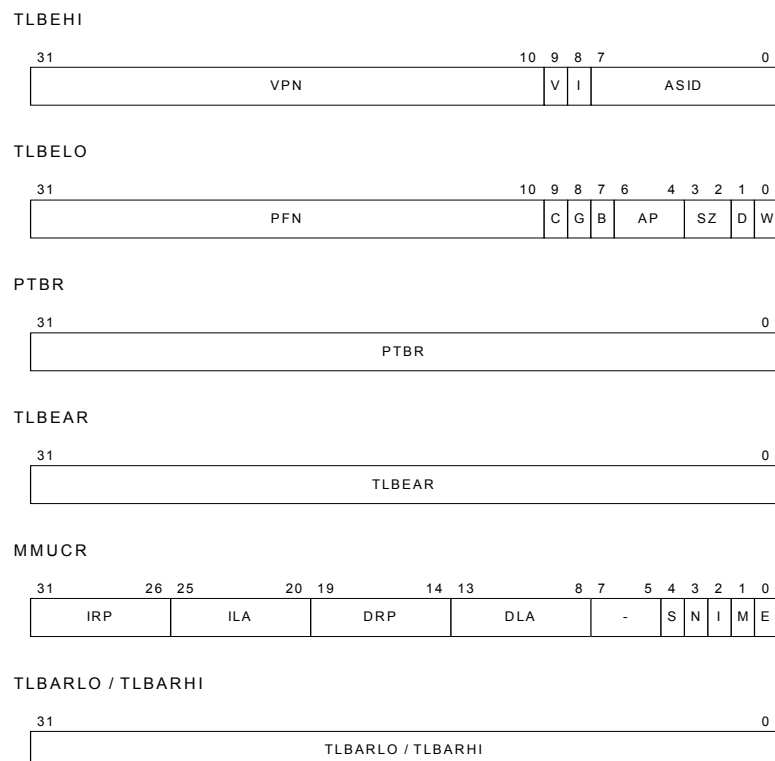 TLBEHI
31 10 9 8 7 0
VPN V I ASID
TLBELO
31 10 9 8 7 6 4 3 2 1 0
PFN C G B AP SZ D W
PTBR
31 0
PTBR
TLBEAR
31 0
TLBEAR
MMUCR
31 26 25 20 19 14 13 8 7 5 4 3 2 1 0
IRP ILA DRP DLA - S N I M E
TLBARLO / TLBARHI
31 0
TLBARLO / TLBARHI